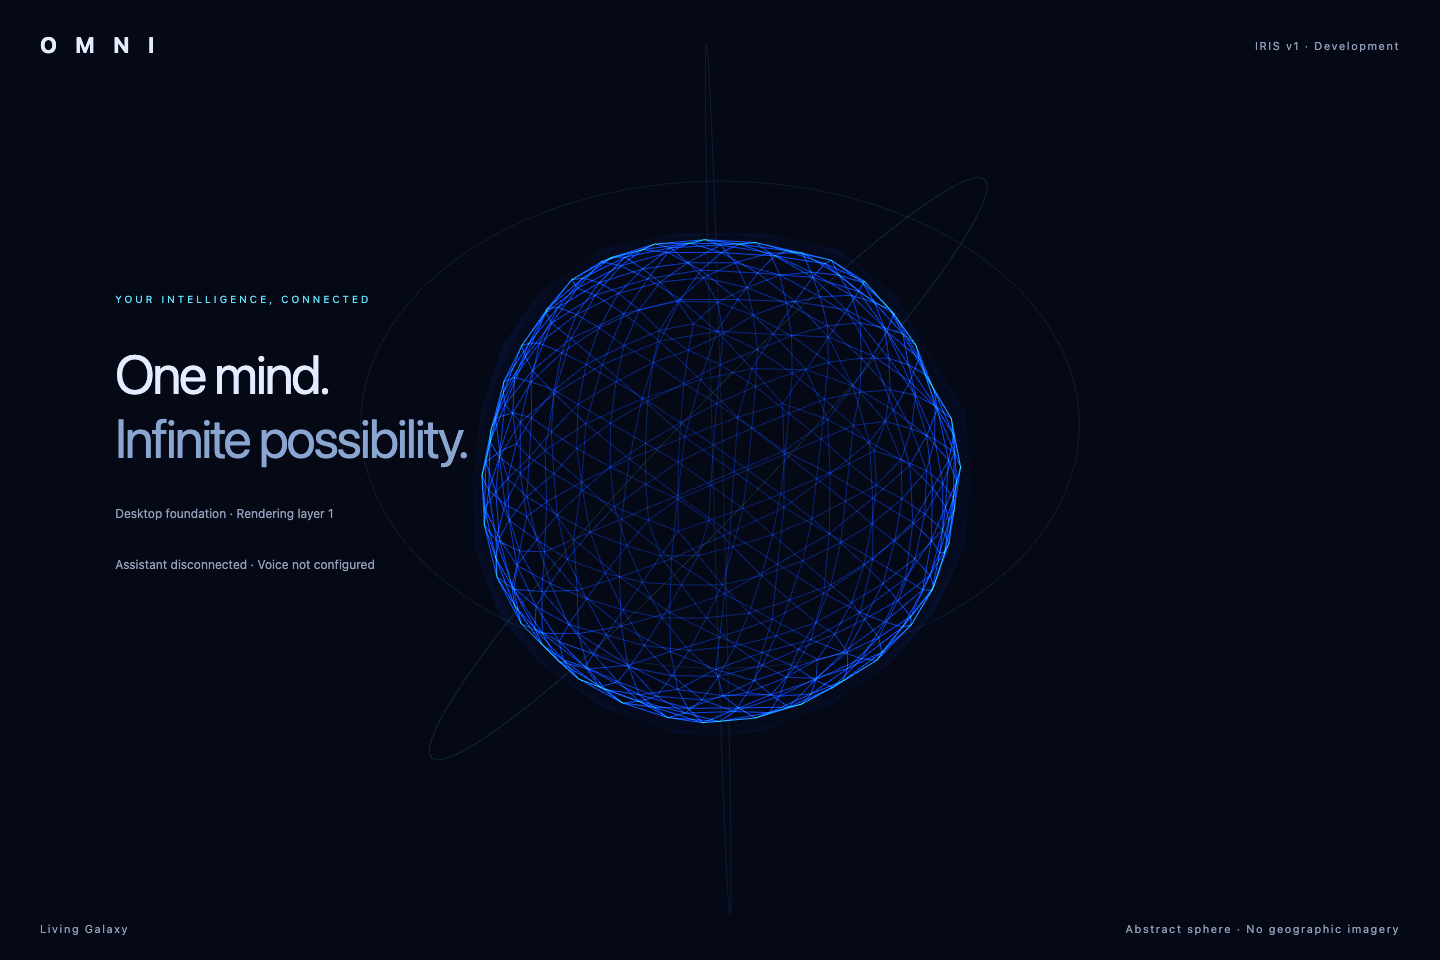 OMNI
IRIS v1 · Development
YOUR INTELLIGENCE, CONNECTED
One mind.
Infinite possibility.
Desktop foundation · Rendering layer 1
Assistant disconnected · Voice not configured
Living Galaxy
Abstract sphere · No geographic imagery